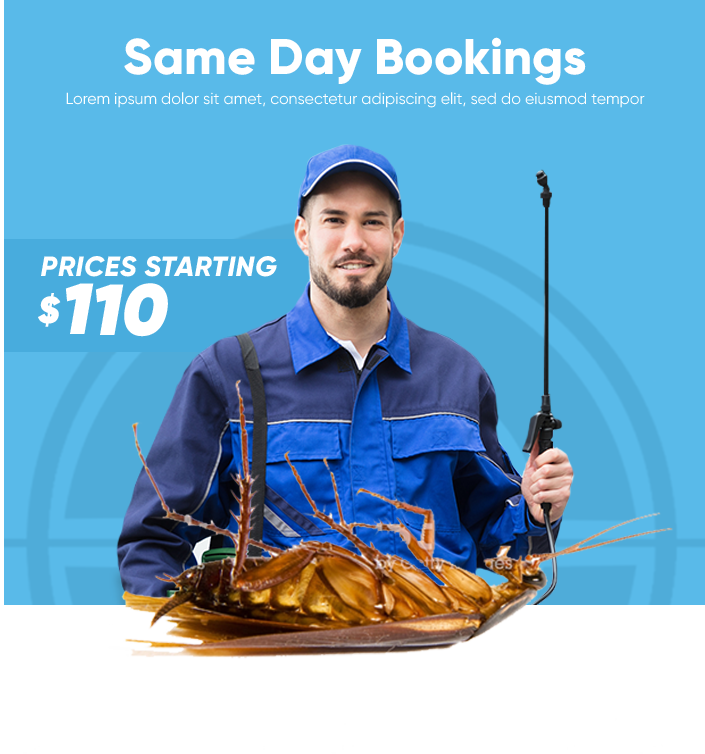 Same Day Bookings
Lorem ipsum dolor sit amet, consectetur adipiscing elit, sed do eiusmod tempor
PRICES STARTING
$110